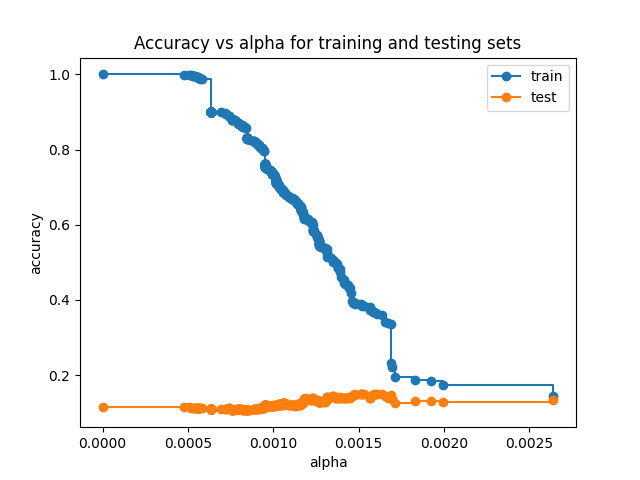 Accuracy vs alpha for training and testing sets
train
test
1.0
0.8
0.6
0.4
0.2
accuracy
0.0000
0.0005
0.0010
0.0015
0.0020
0.0025
alpha